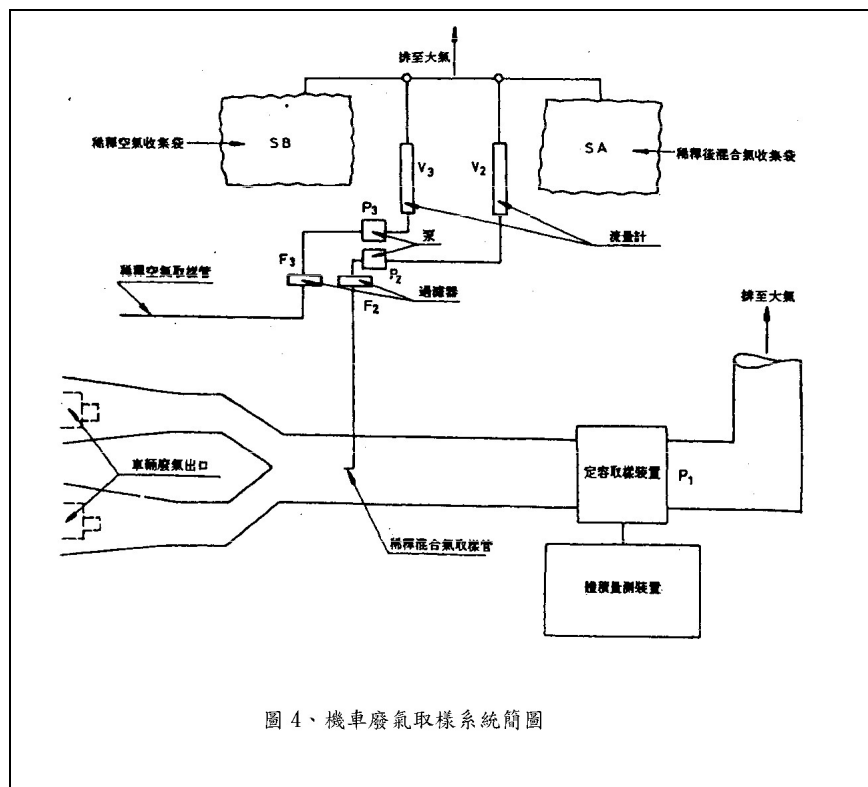 排至大氣
稀釋空氣收集袋
SB
SA
稀釋後混合氣收集袋
V3
V2
P3
泵
流量計
F3
P2
稀釋空氣取樣管
過濾器
F2
排至大氣
車輛廢氣出口
定容取樣裝置
P1
稀釋混合氣取樣管
體積量測裝置
圖 4、機車廢氣取樣系統簡圖